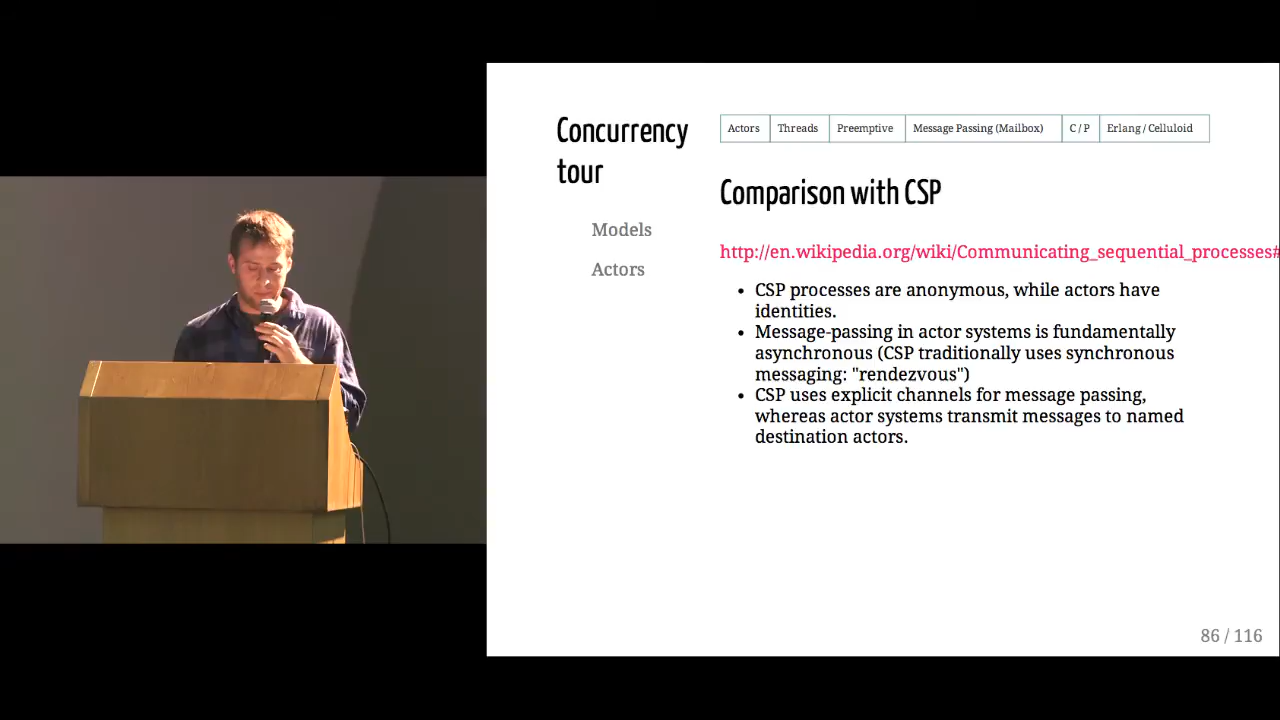 Concurrency
tour
Models
Actors
Actors Threads Preemptive Message Passing (Mailbox) C / P Erlang / Celluloid
Comparison with CSP
http://en.wikipedia.org/wiki/Communicating_sequential_processes#
• CSP processes are anonymous, while actors have
identities.
• Message-passing in actor systems is fundamentally
asynchronous (CSP traditionally uses synchronous
messaging: "rendezvous")
• CSP uses explicit channels for message passing,
whereas actor systems transmit messages to named
destination actors.
86 / 116